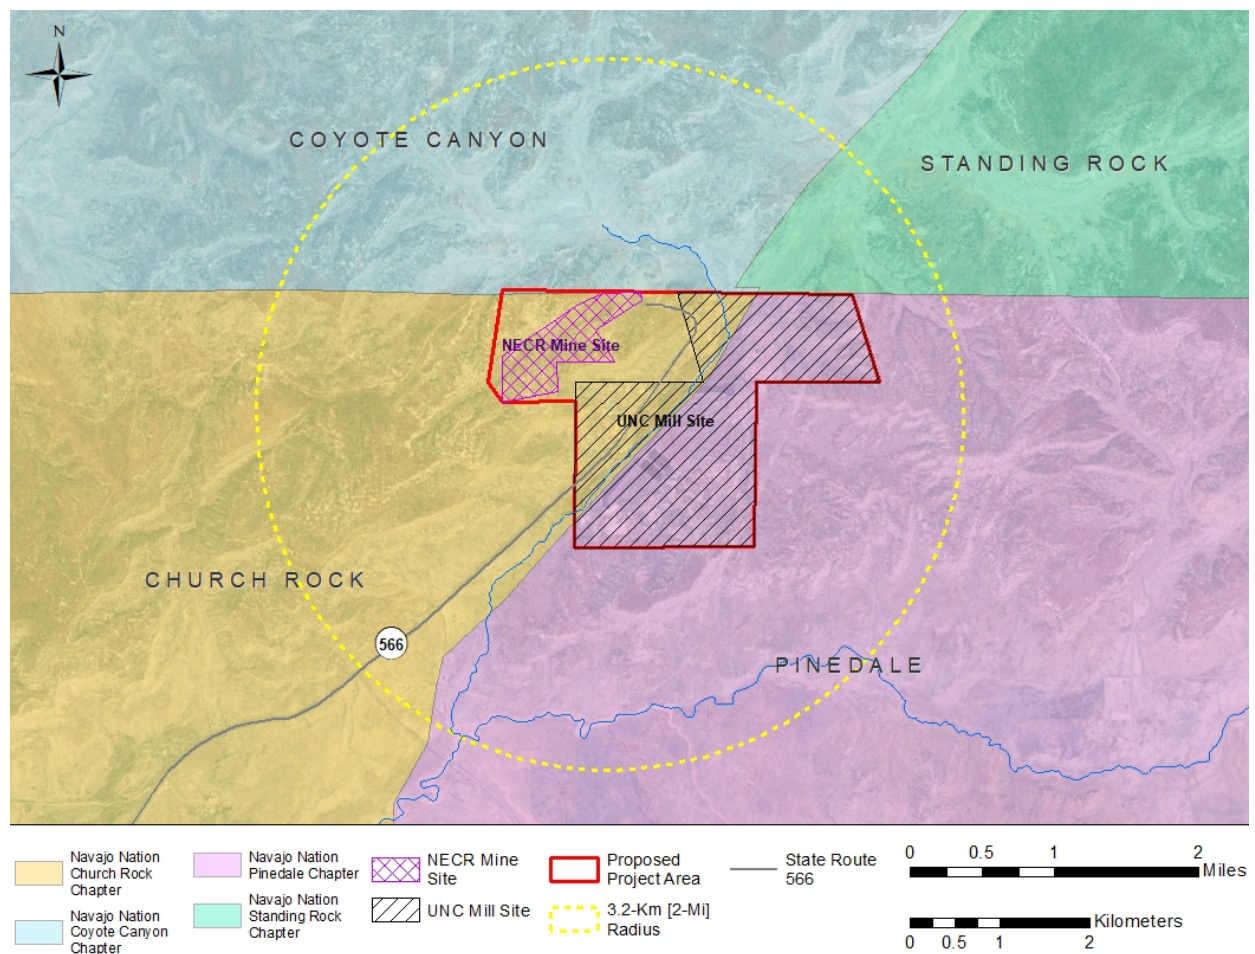 N
COYOTE CANYON
STANDING ROCK
NECR Mine Site
UNC Mill Site
CHURCH ROCK
566
PINEDALE
Navajo Nation
Church Rock
Chapter
Navajo Nation
Coyote Canyon
Chapter
Navajo Nation
Pinedale Chapter
Navajo Nation
Standing Rock
Chapter
NECR Mine
Site
UNC Mill Site
Proposed
Project Area
3.2-Km [2-Mi]
Radius
State Route
566
0 0.5 1 2
Miles
Kilometers
0 0.5 1 2